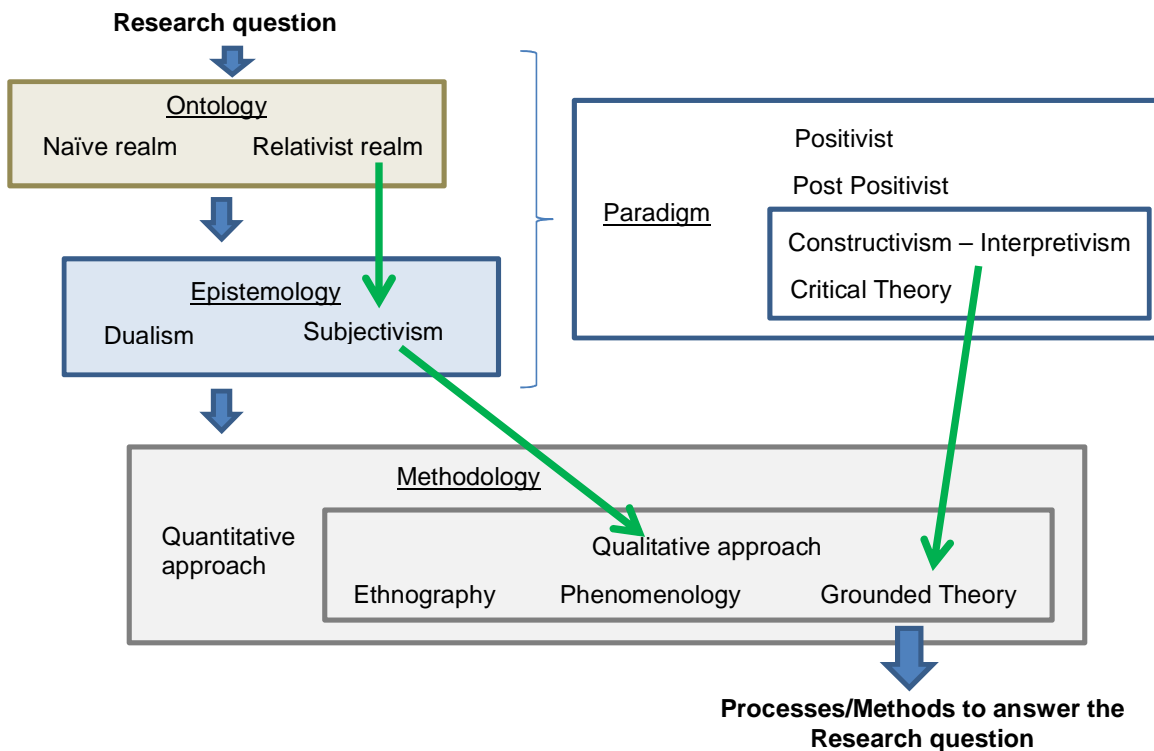 Research question
Ontology
Naïve realm Relativist realm
Epistemology
Dualism Subjectivism
Paradigm
Positivist
Post Positivist
Constructivism – Interpretivism
Critical Theory
Methodology
Quantitative
approach
Qualitative approach
Ethnography Phenomenology Grounded Theory
Processes/Methods to answer the
Research question